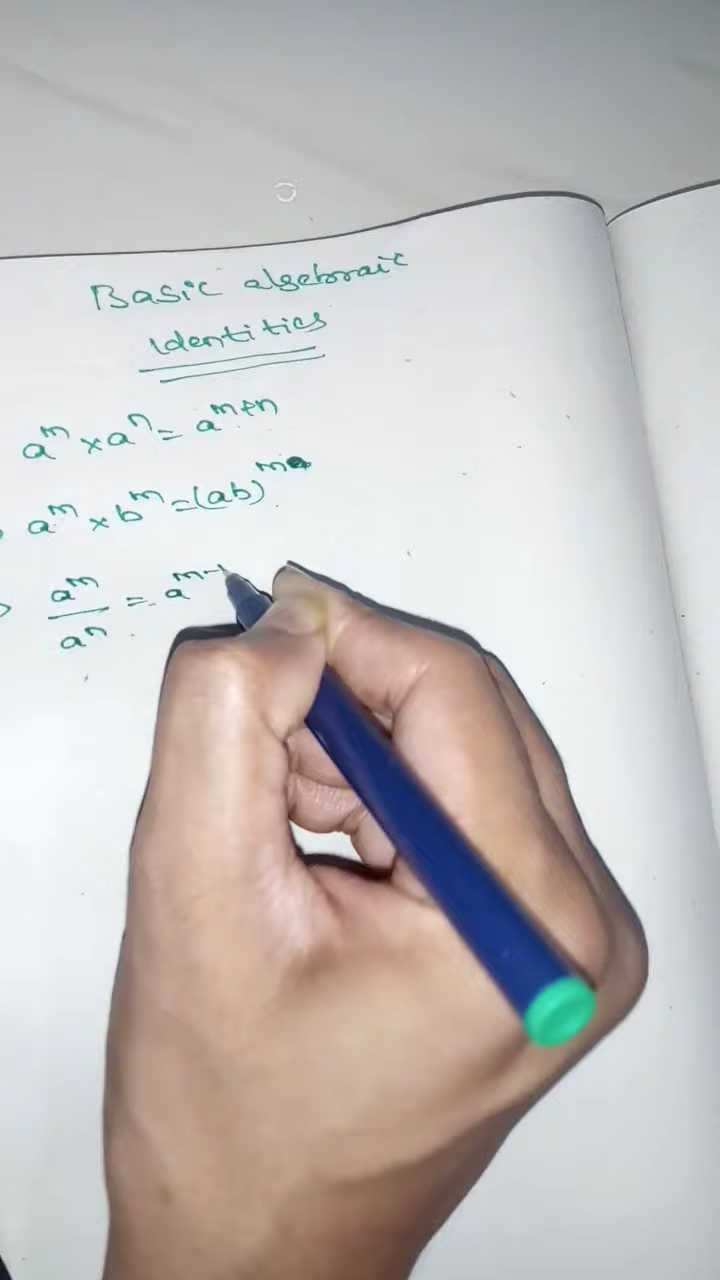 Basic algebraic
Identities
a^m × a^n = a^{m+n}
a^m × b^m = (ab)^m
a^m / a^n = a^{m-